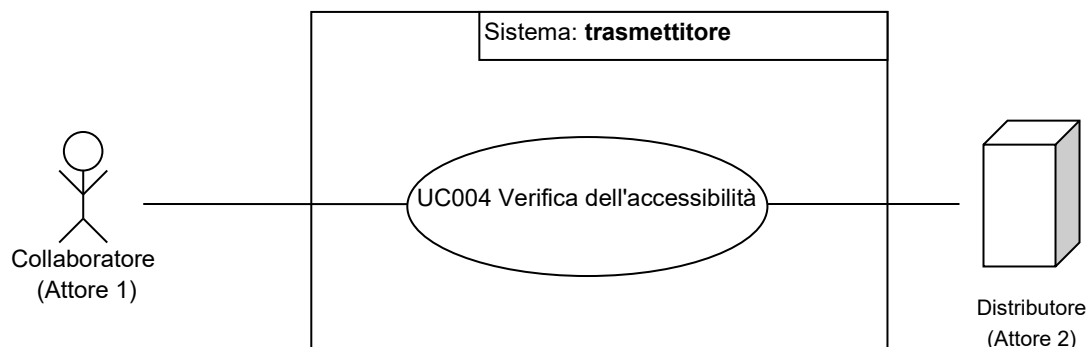 Sistema: trasmettitore
UC004 Verifica dell'accessibilità
Collaboratore
(Attore 1)
Distributore
(Attore 2)